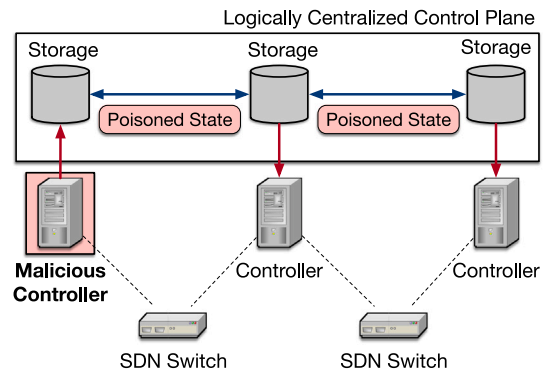 Logically Centralized Control Plane
Storage
Storage
Storage
Poisoned State
Poisoned State
Malicious
Controller
Controller
Controller
SDN Switch
SDN Switch